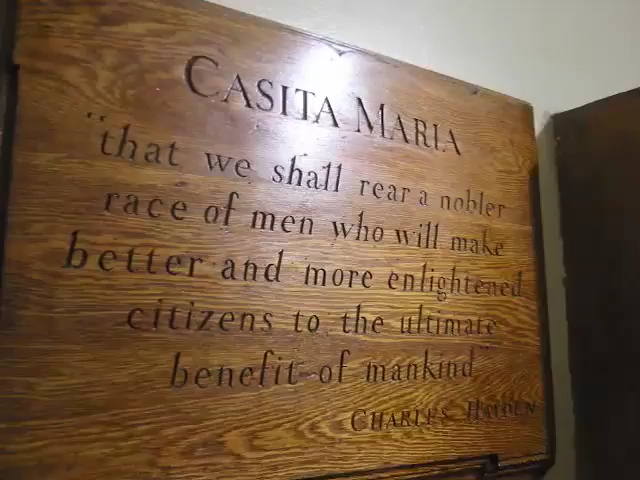 CASITA MARIA
"that we shall rear a nobler
race of men who will make
better and more enlightened
citizens to the ultimate
benefit of mankind"
CHARLES HAYDEN